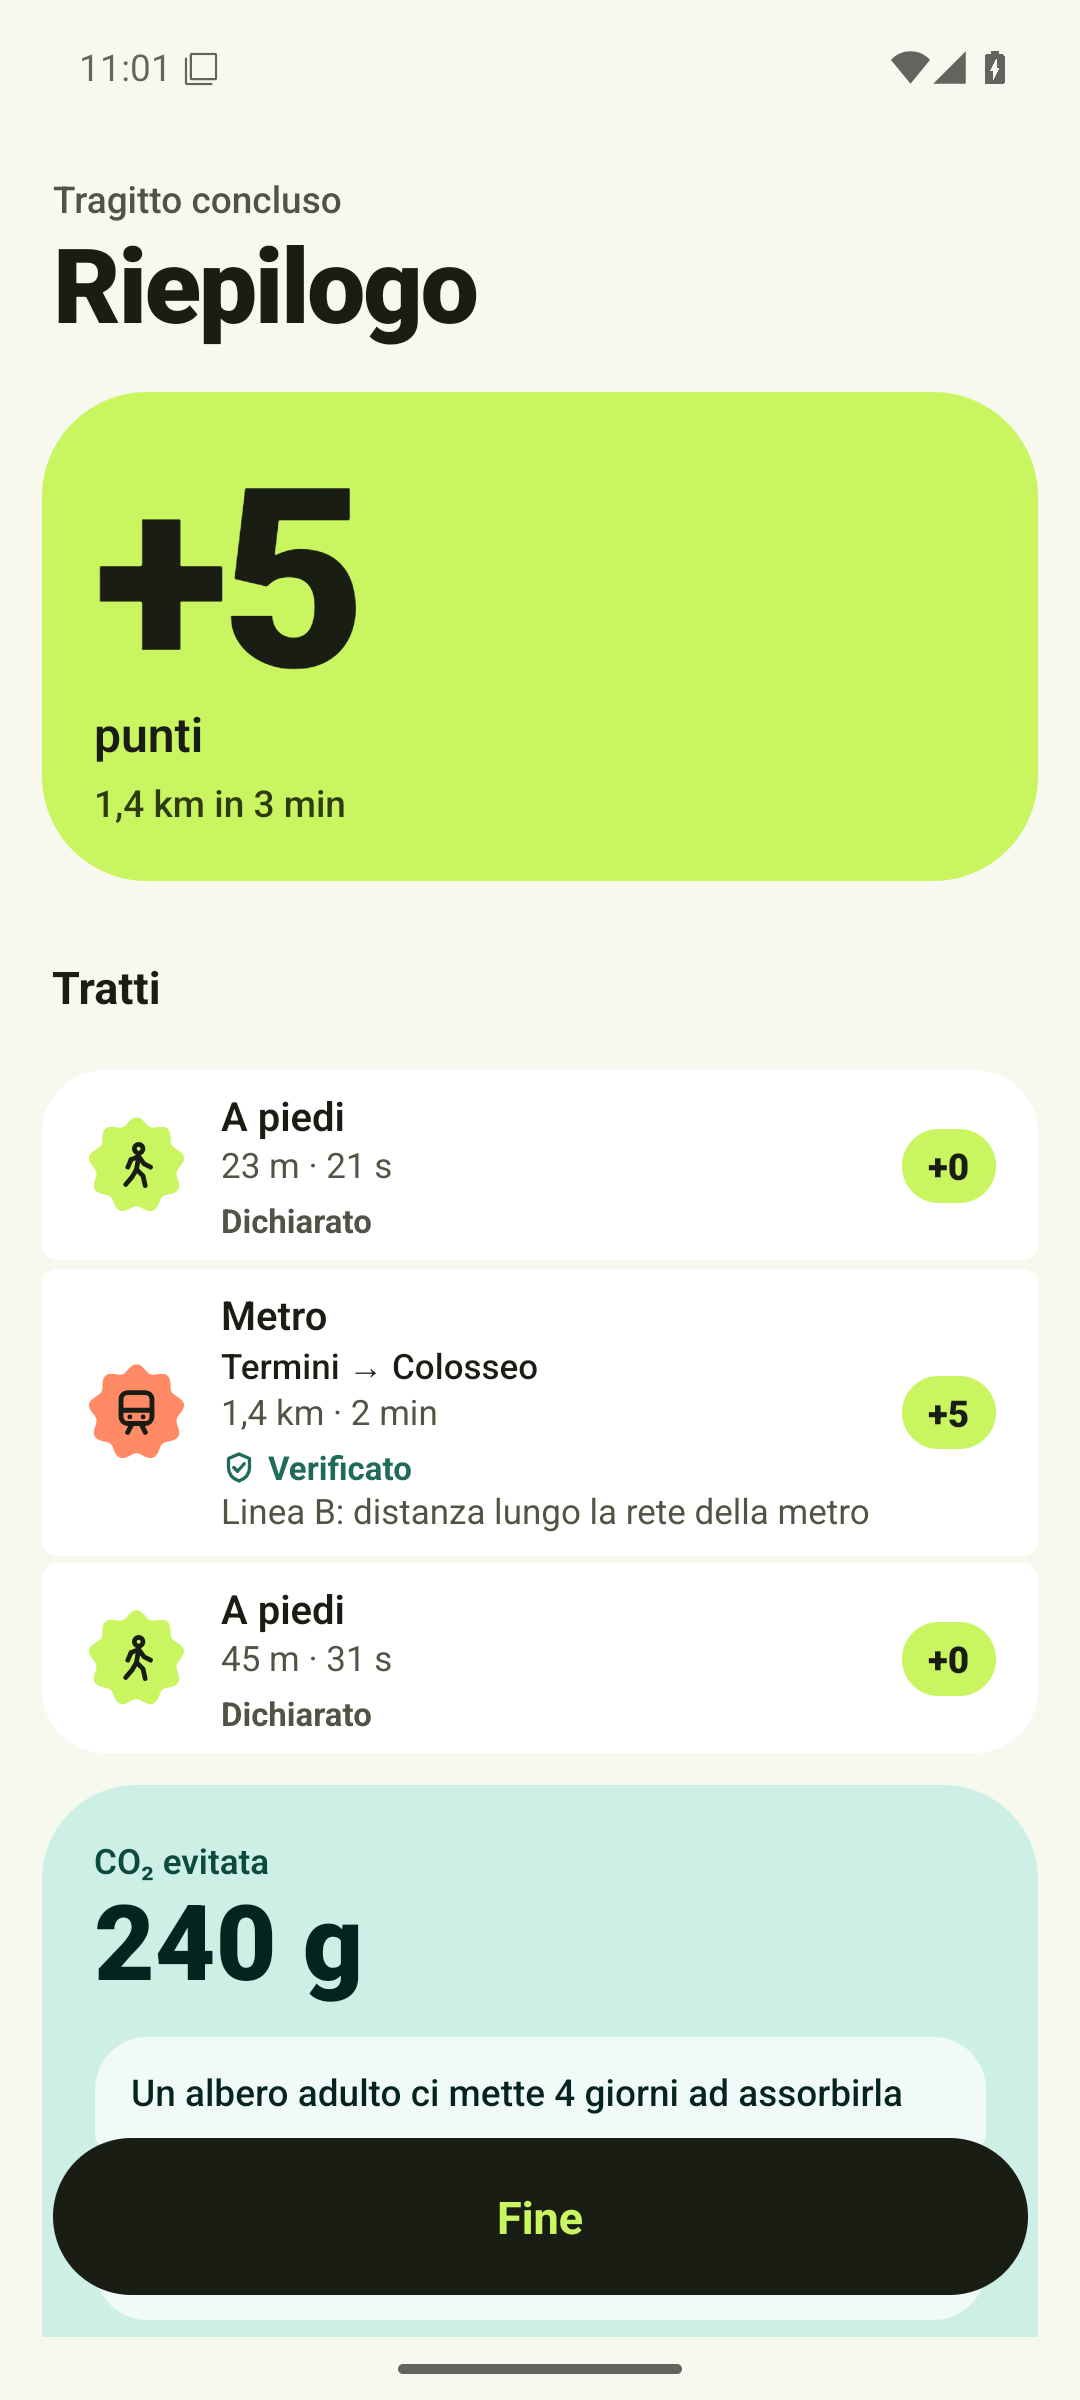 11:01
Tragitto concluso
Riepilogo
+5
punti
1,4 km in 3 min
Tratti
A piedi
23 m · 21 s
Dichiarato
+0
Metro
Termini → Colosseo
1,4 km · 2 min
Verificato
Linea B: distanza lungo la rete della metro
+5
A piedi
45 m · 31 s
Dichiarato
+0
CO₂ evitata
240 g
Un albero adulto ci mette 4 giorni ad assorbirla
Fine